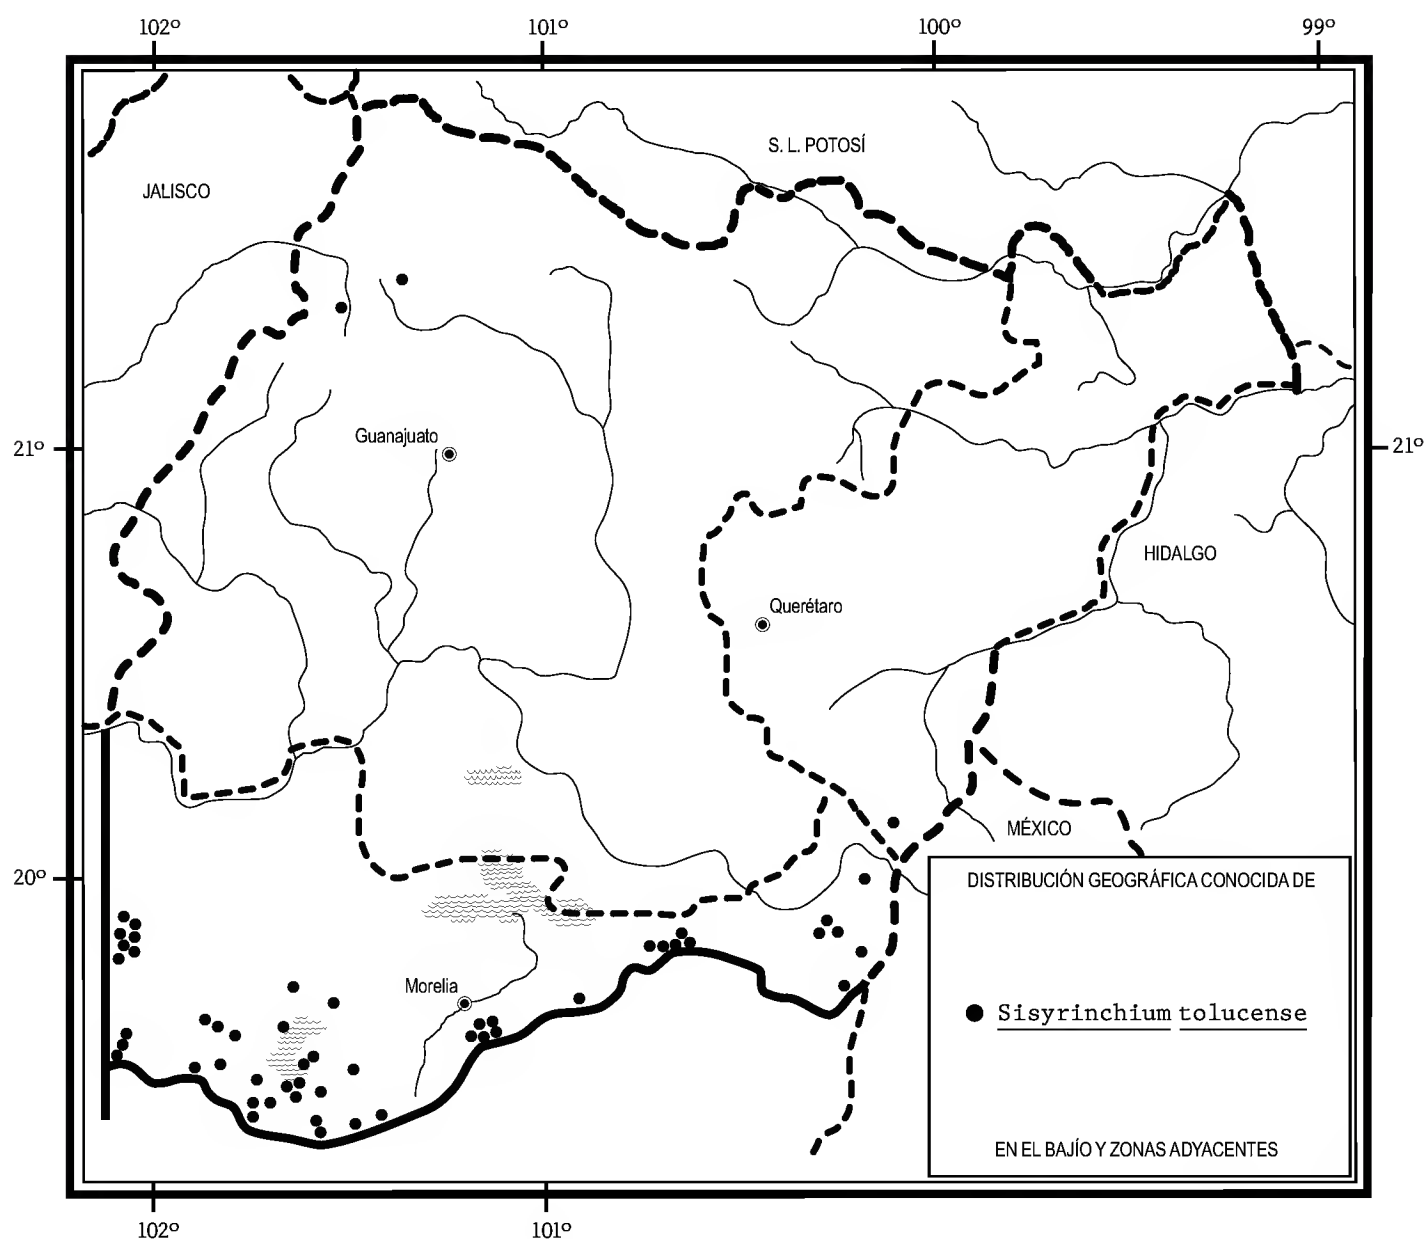 102º 101º 100º 99º
S. L. POTOSÍ
JALISCO
Guanajuato
21º 21º
HIDALGO
Querétaro
MÉXICO
20º
DISTRIBUCIÓN GEOGRÁFICA CONOCIDA DE
Morelia
Sisyrinchium tolucense
EN EL BAJÍO Y ZONAS ADYACENTES
102º 101º